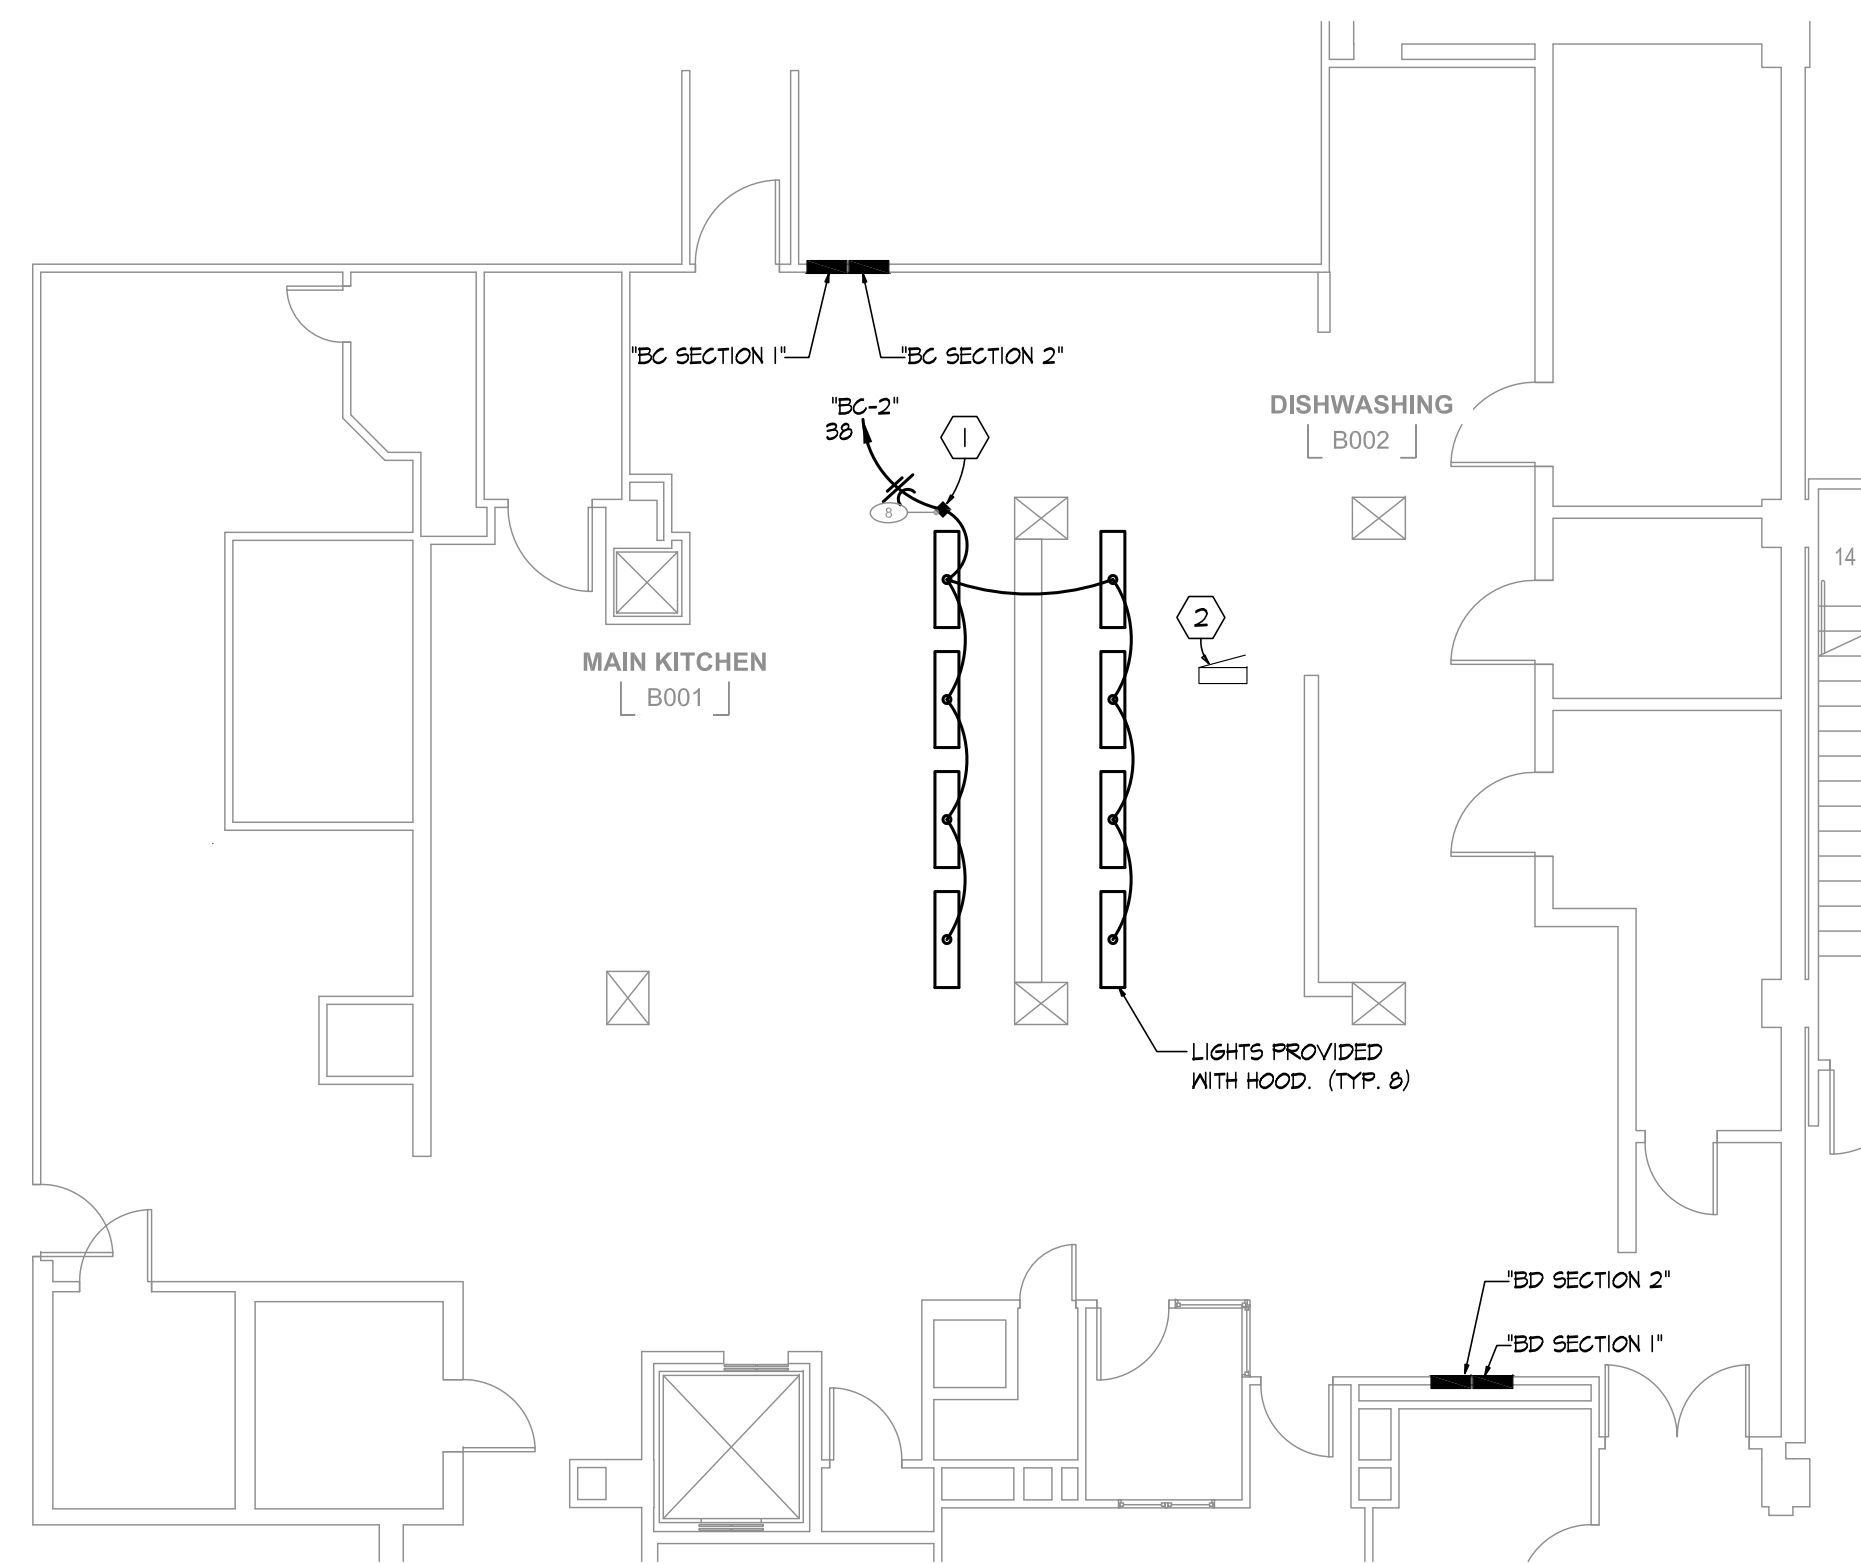 "BC SECTION 1"
"BC SECTION 2"
"BC-2"
38
1
DISHWASHING
B002
8
14
2
MAIN KITCHEN
B001
LIGHTS PROVIDED
WITH HOOD. (TYP. 8)
"BD SECTION 2"
"BD SECTION 1"